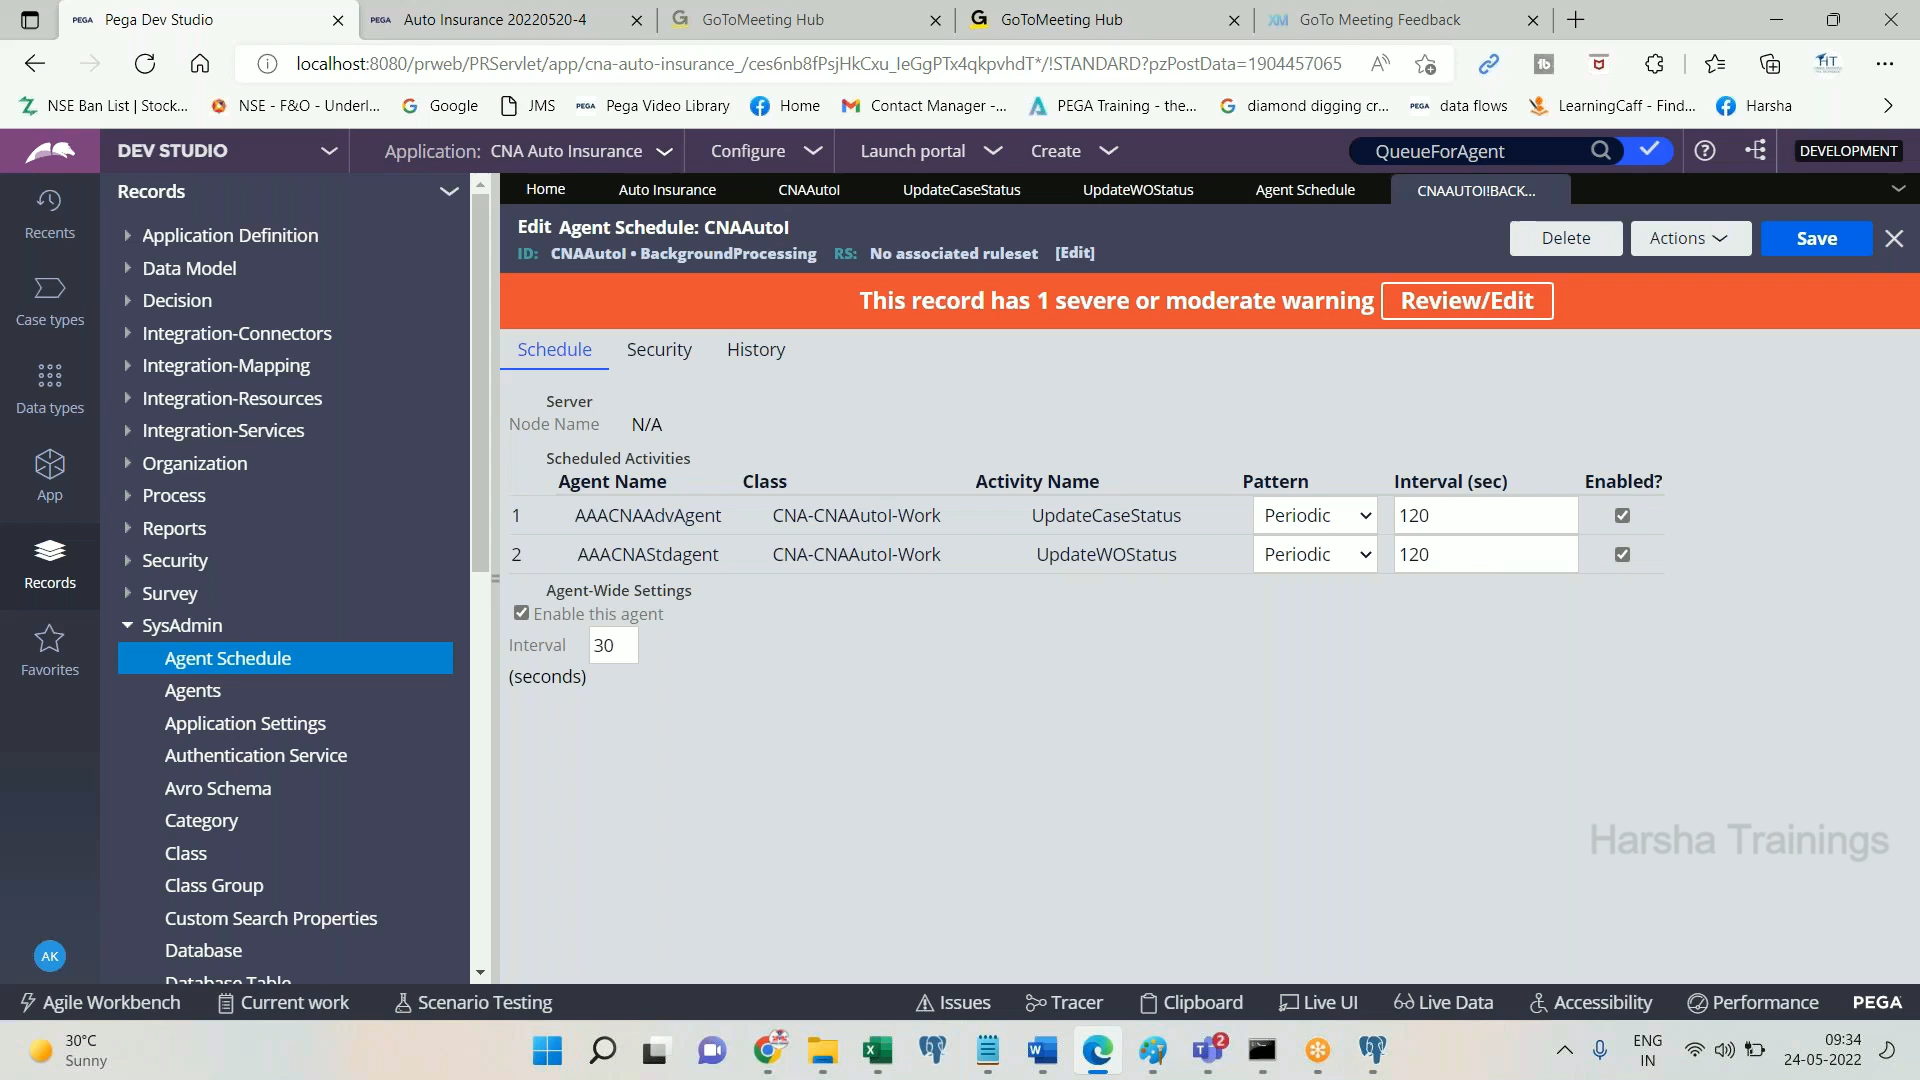 PEGA Pega Dev Studio
PEGA Auto Insurance 20220520-4
GoToMeeting Hub
GoToMeeting Hub
XM GoTo Meeting Feedback
localhost:8080/prweb/PRServlet/app/cna-auto-insurance_/ces6nb8fPsjHkCxu_IeGgPTx4qkpvhdT*/!STANDARD?pzPostData=1904457065
NSE Ban List | Stock...
NSE - F&O - Underl...
Google
JMS
PEGA Pega Video Library
Home
Contact Manager -...
PEGA Training - the...
diamond digging cr...
PEGA data flows
LearningCaff - Find...
Harsha
DEV STUDIO
Application: CNA Auto Insurance
Configure
Launch portal
Create
QueueForAgent
DEVELOPMENT
Recents
Case types
Data types
App
Records
Favorites
AK
Records
Application Definition
Data Model
Decision
Integration-Connectors
Integration-Mapping
Integration-Resources
Integration-Services
Organization
Process
Reports
Security
Survey
SysAdmin
Agent Schedule
Agents
Application Settings
Authentication Service
Avro Schema
Category
Class
Class Group
Custom Search Properties
Database
Database Table
Home
Auto Insurance
CNAAutoI
UpdateCaseStatus
UpdateWOStatus
Agent Schedule
CNAAUTOI!BACK...
Edit Agent Schedule: CNAAutoI
ID: CNAAutoI • BackgroundProcessing RS: No associated ruleset [Edit]
Delete
Actions
Save
This record has 1 severe or moderate warning Review/Edit
Schedule
Security
History
Server
Node Name N/A
Scheduled Activities
Agent Name Class Activity Name Pattern Interval (sec) Enabled?
1 AAACNAAdvAgent CNA-CNAAutoI-Work UpdateCaseStatus Periodic 120
2 AAACNAStdagent CNA-CNAAutoI-Work UpdateWOStatus Periodic 120
Agent-Wide Settings
Enable this agent
Interval 30
(seconds)
Harsha Trainings
Agile Workbench
Current work
Scenario Testing
Issues
Tracer
Clipboard
Live UI
Live Data
Accessibility
Performance
PEGA
30°C
Sunny
2
ENG
IN
09:34
24-05-2022